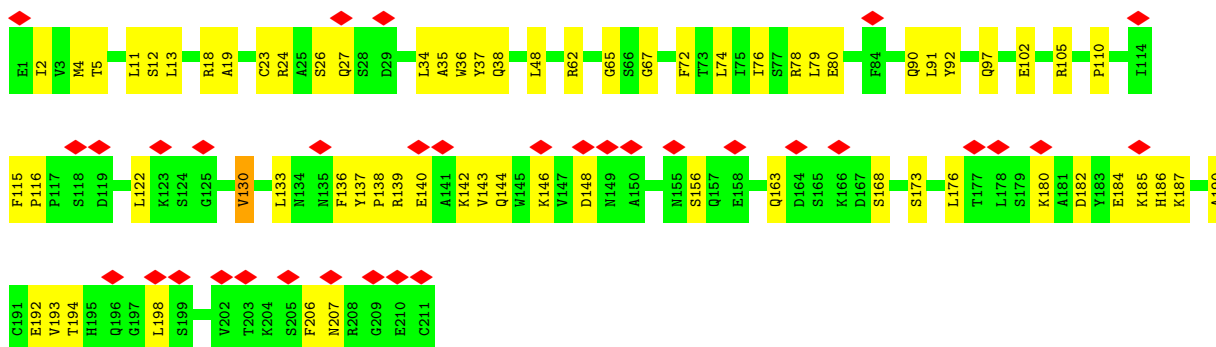 E1 I2 V3 M4 T5 L11 S12 L13 R18 A19 C23 R24 A25 S26 Q27 S28 D29 L34 A35 W36 Y37 Q38 L48 R62 G65 S66 G67 F72 T73 L74 I75 I76 S77 R78 L79 E80 F84 Q90 L91 Y92 Q97 E102 R105 P110 I114
F115 P116 P117 S118 D119 L122 K123 S124 G125 V130 L133 N134 N135 F136 Y137 P138 R139 E140 A141 K142 V143 Q144 W145 K146 V147 D148 N149 A150 N155 S156 Q157 E158 Q163 D164 S165 K166 D167 S168 S173 L176 T177 L178 S179 K180 A181 D182 Y183 E184 K185 H186 K187 A190
C191 E192 V193 T194 H195 Q196 G197 L198 S199 V202 T203 K204 S205 F206 N207 R208 G209 E210 C211